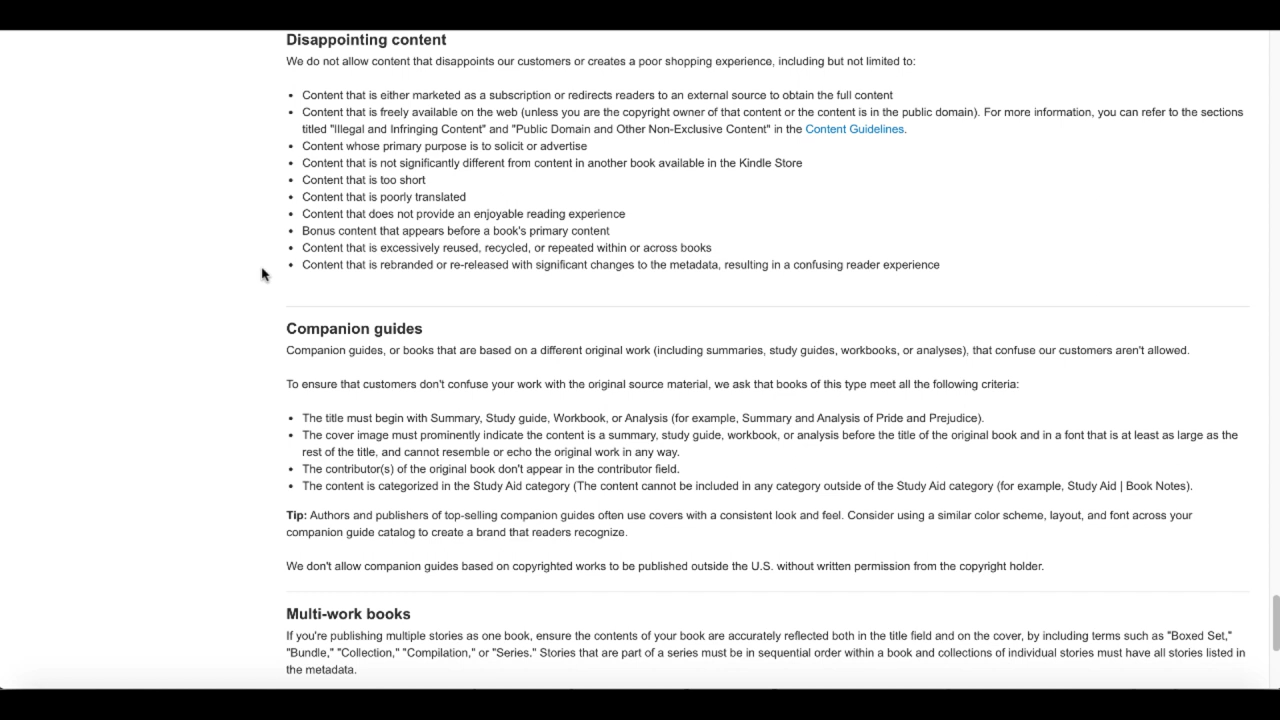 Disappointing content
We do not allow content that disappoints our customers or creates a poor shopping experience, including but not limited to:
• Content that is either marketed as a subscription or redirects readers to an external source to obtain the full content
• Content that is freely available on the web (unless you are the copyright owner of that content or the content is in the public domain). For more information, you can refer to the sections
titled "Illegal and Infringing Content" and "Public Domain and Other Non-Exclusive Content" in the Content Guidelines.
• Content whose primary purpose is to solicit or advertise
• Content that is not significantly different from content in another book available in the Kindle Store
• Content that is too short
• Content that is poorly translated
• Content that does not provide an enjoyable reading experience
• Bonus content that appears before a book's primary content
• Content that is excessively reused, recycled, or repeated within or across books
• Content that is rebranded or re-released with significant changes to the metadata, resulting in a confusing reader experience
Companion guides
Companion guides, or books that are based on a different original work (including summaries, study guides, workbooks, or analyses), that confuse our customers aren't allowed.
To ensure that customers don't confuse your work with the original source material, we ask that books of this type meet all the following criteria:
• The title must begin with Summary, Study guide, Workbook, or Analysis (for example, Summary and Analysis of Pride and Prejudice).
• The cover image must prominently indicate the content is a summary, study guide, workbook, or analysis before the title of the original book and in a font that is at least as large as the
rest of the title, and cannot resemble or echo the original work in any way.
• The contributor(s) of the original book don't appear in the contributor field.
• The content is categorized in the Study Aid category (The content cannot be included in any category outside of the Study Aid category (for example, Study Aid | Book Notes).
Tip: Authors and publishers of top-selling companion guides often use covers with a consistent look and feel. Consider using a similar color scheme, layout, and font across your
companion guide catalog to create a brand that readers recognize.
We don't allow companion guides based on copyrighted works to be published outside the U.S. without written permission from the copyright holder.
Multi-work books
If you're publishing multiple stories as one book, ensure the contents of your book are accurately reflected both in the title field and on the cover, by including terms such as "Boxed Set,"
"Bundle," "Collection," "Compilation," or "Series." Stories that are part of a series must be in sequential order within a book and collections of individual stories must have all stories listed in
the metadata.